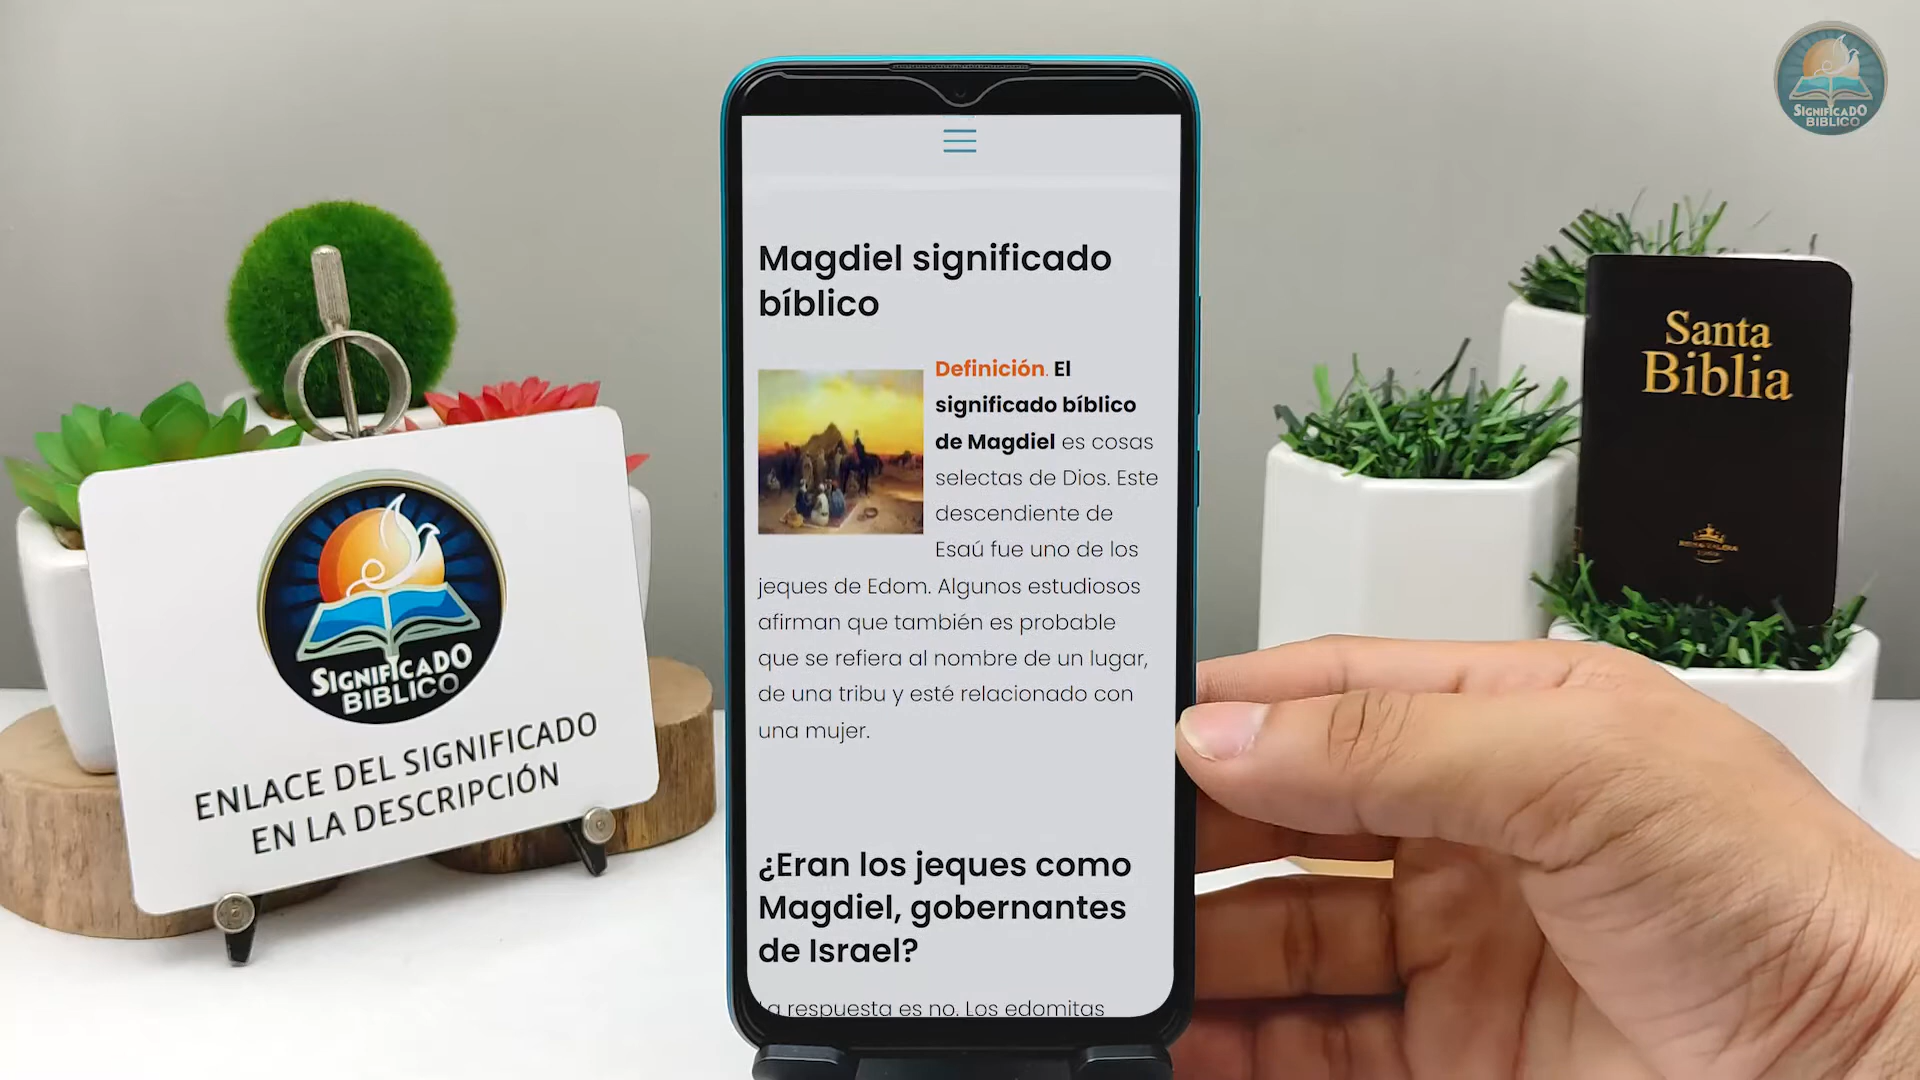 SIGNIFICADO
BIBLICO
Magdiel significado
bíblico
Definición. El
significado bíblico
de Magdiel es cosas
selectas de Dios. Este
descendiente de
Esaú fue uno de los
jeques de Edom. Algunos estudiosos
afirman que también es probable
que se refiera al nombre de un lugar,
de una tribu y esté relacionado con
una mujer.
¿Eran los jeques como
Magdiel, gobernantes
de Israel?
La respuesta es no. Los edomitas
SIGNIFICADO
BIBLICO
ENLACE DEL SIGNIFICADO
EN LA DESCRIPCIÓN
Santa
Biblia